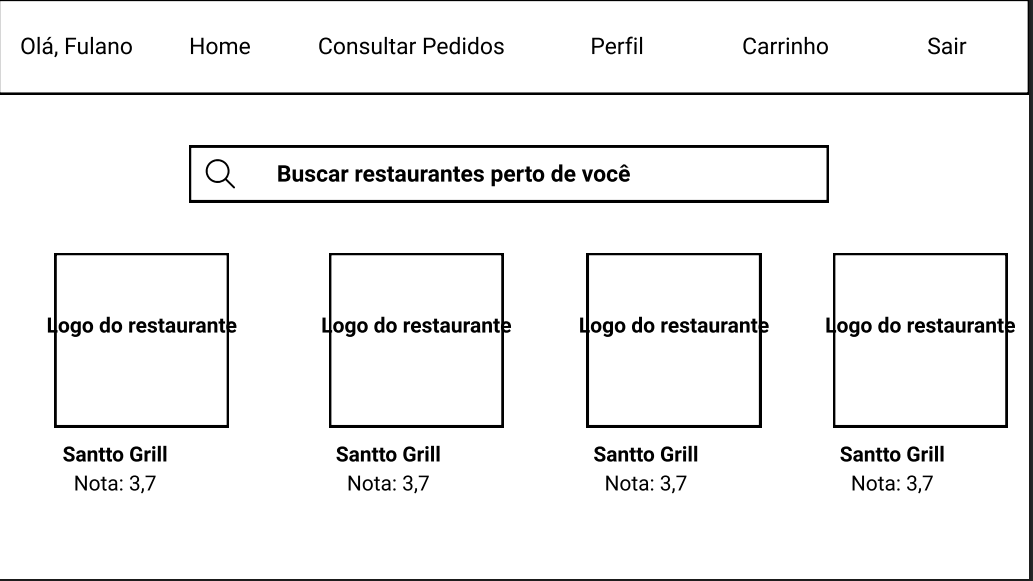 Olá, Fulano Home Consultar Pedidos Perfil Carrinho Sair
Buscar restaurantes perto de você
Logo do restaurante Logo do restaurante Logo do restaurante Logo do restaurante
Santto Grill Santto Grill Santto Grill Santto Grill
Nota: 3,7 Nota: 3,7 Nota: 3,7 Nota: 3,7